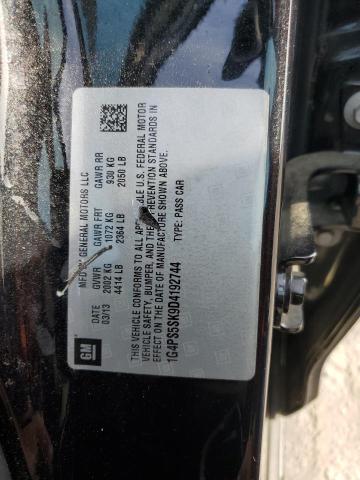 MFD BY GENERAL MOTORS LLC
DATE GVWR GAWR FRT GAWR RR
03/13 2002 KG 1072 KG 930 KG
4414 LB 2364 LB 2050 LB
THIS VEHICLE CONFORMS TO ALL U.S. FEDERAL MOTOR
VEHICLE SAFETY, BUMPER, AND THEFT PREVENTION STANDARDS IN
EFFECT ON THE DATE OF MANUFACTURE SHOWN ABOVE.
TYPE: PASS CAR
1G4PS5SK9D4192744
GM